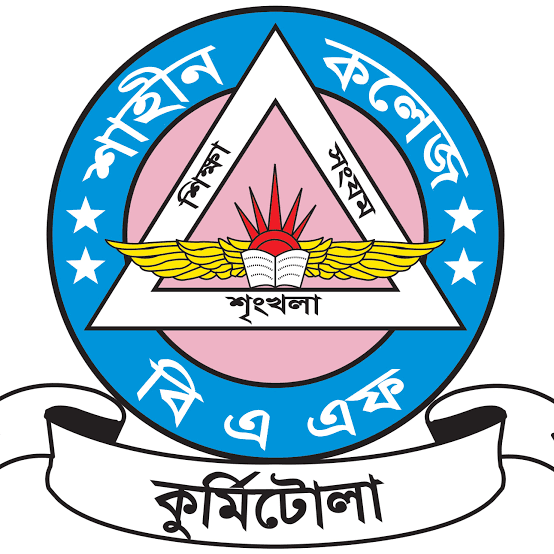 শাহীন কলেজ
শিক্ষা
সংযম
শৃংখলা
বি এ এফ
কুর্মিটোলা